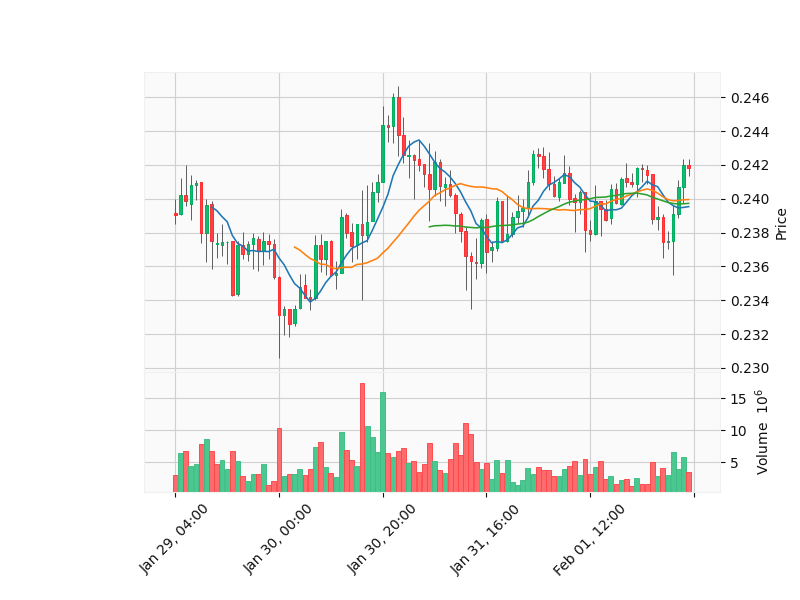 0.246
0.244
0.242
0.240
0.238
0.236
0.234
0.232
0.230
Price
15
10
5
Volume 10^6
Jan 29, 04:00
Jan 30, 00:00
Jan 30, 20:00
Jan 31, 16:00
Feb 01, 12:00